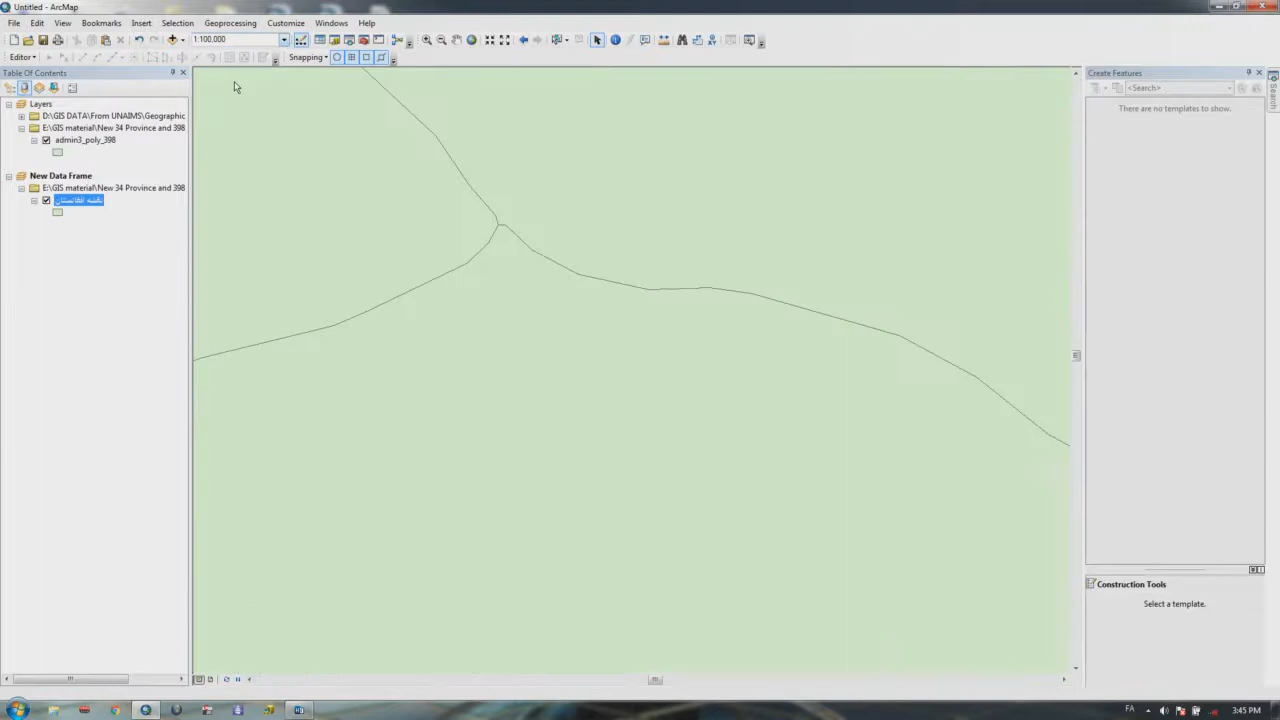 Untitled - ArcMap
File Edit View Bookmarks Insert Selection Geoprocessing Customize Windows Help
1:100,000
Editor Snapping
Table Of Contents
Create Features
<Search>
Search
There are no templates to show.
Layers
D:\GIS DATA\From UNAIMS\Geographic
E:\GIS material\New 34 Province and 398
admin3_poly_398
New Data Frame
E:\GIS material\New 34 Province and 398
نقشه افغانستان
Construction Tools
Select a template.
FA
3:45 PM